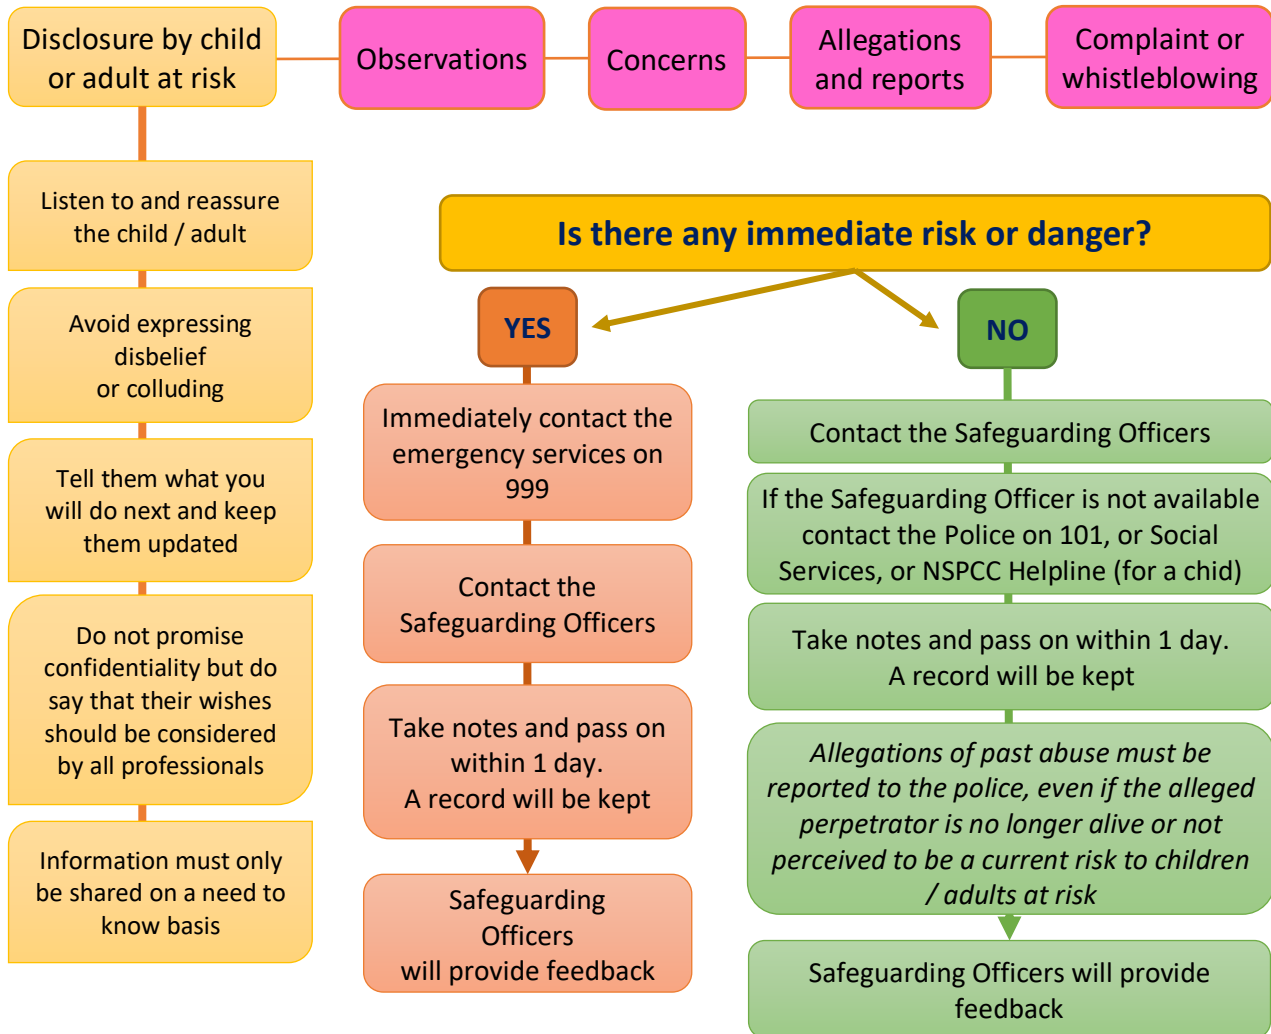 Disclosure by child
or adult at risk
Observations
Concerns
Allegations
and reports
Complaint or
whistleblowing
Listen to and reassure
the child / adult
Avoid expressing
disbelief
or colluding
Tell them what you
will do next and keep
them updated
Do not promise
confidentiality but do
say that their wishes
should be considered
by all professionals
Information must only
be shared on a need to
know basis
Is there any immediate risk or danger?
YES
Immediately contact the
emergency services on
999
Contact the
Safeguarding Officers
Take notes and pass on
within 1 day.
A record will be kept
Safeguarding
Officers
will provide feedback
NO
Contact the Safeguarding Officers
If the Safeguarding Officer is not available
contact the Police on 101, or Social
Services, or NSPCC Helpline (for a chid)
Take notes and pass on within 1 day.
A record will be kept
Allegations of past abuse must be
reported to the police, even if the alleged
perpetrator is no longer alive or not
perceived to be a current risk to children
/ adults at risk
Safeguarding Officers will provide
feedback